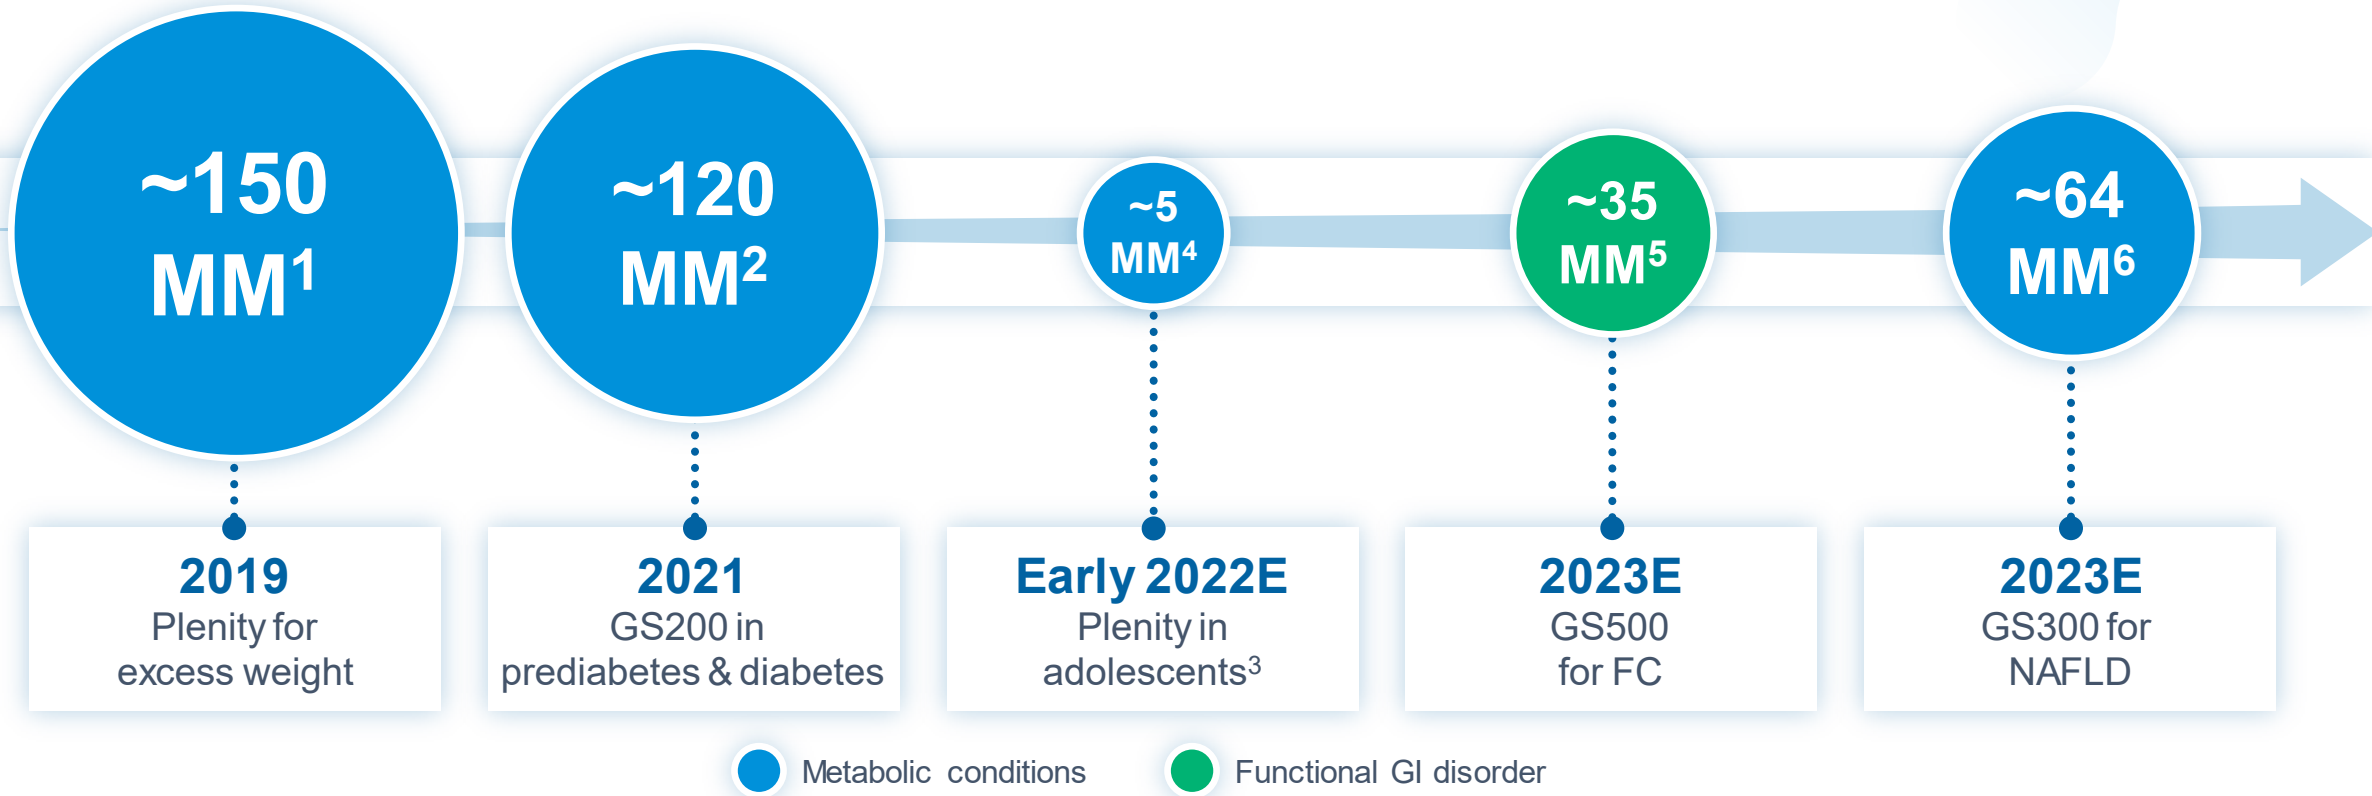 ~150
MM¹
~120
MM²
~5
MM⁴
~35
MM⁵
~64
MM⁶
2019
Plenity for
excess weight
2021
GS200 in
prediabetes & diabetes
Early 2022E
Plenity in
adolescents³
2023E
GS500
for FC
2023E
GS300 for
NAFLD
Metabolic conditions
Functional GI disorder